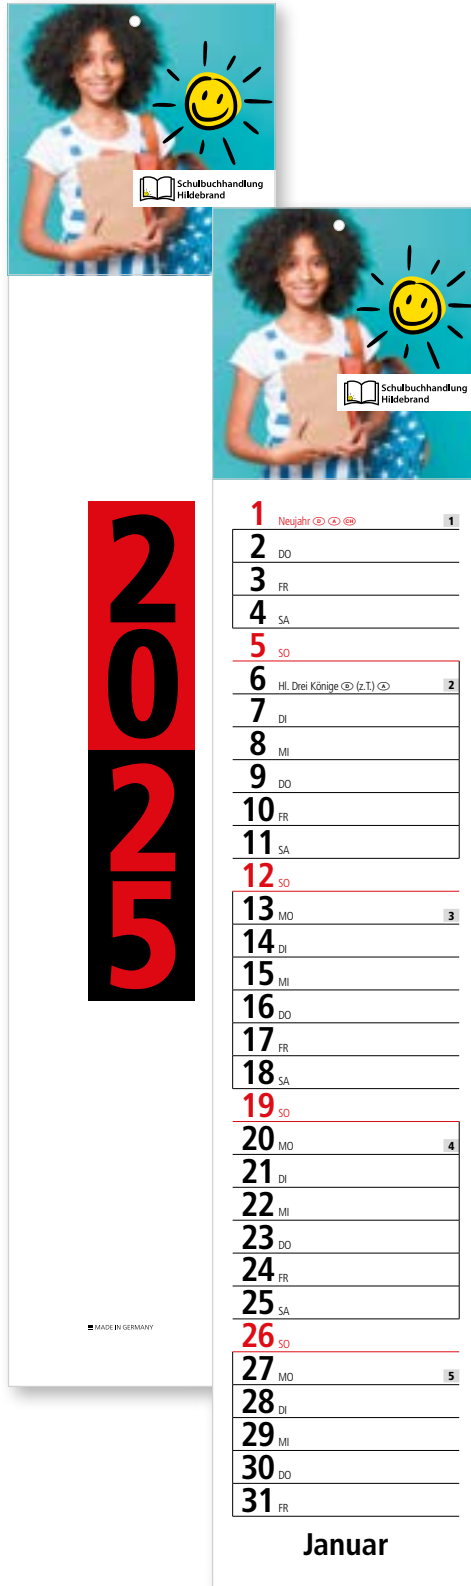 Schulbuchhandlung
Hildebrand
2
0
2
5
MADE IN GERMANY
Schulbuchhandlung
Hildebrand
1 Neujahr D A CH 1
2 DO
3 FR
4 SA
5 SO
6 Hl. Drei Könige D (z.T.) A 2
7 DI
8 MI
9 DO
10 FR
11 SA
12 SO
13 MO 3
14 DI
15 MI
16 DO
17 FR
18 SA
19 SO
20 MO 4
21 DI
22 MI
23 DO
24 FR
25 SA
26 SO
27 MO 5
28 DI
29 MI
30 DO
31 FR
Januar